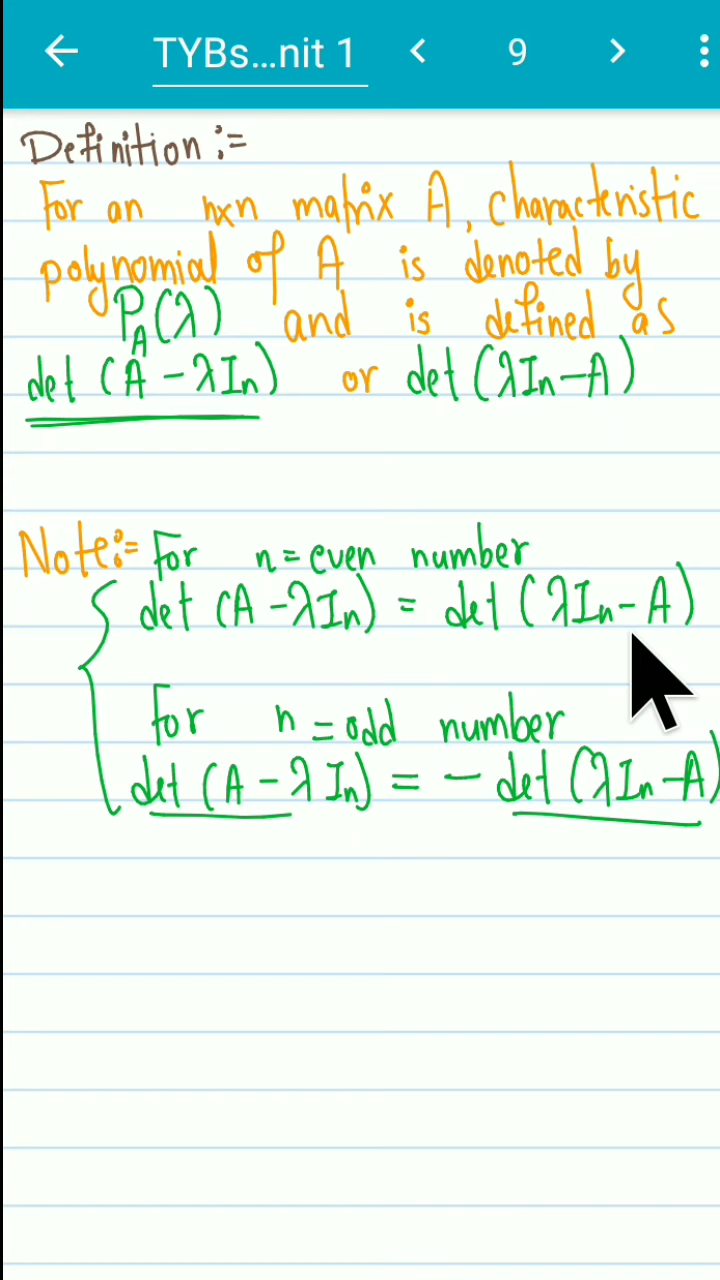 TYBs...nit 1 9
Definition :=
For an nxn matrix A, characteristic
polynomial of A is denoted by
P_A(λ) and is defined as
det (A - λIn) or det (λIn - A)
Note:= For n = even number
det (A - λIn) = det (λIn - A)
For n = odd number
det (A - λIn) = - det (λIn - A)